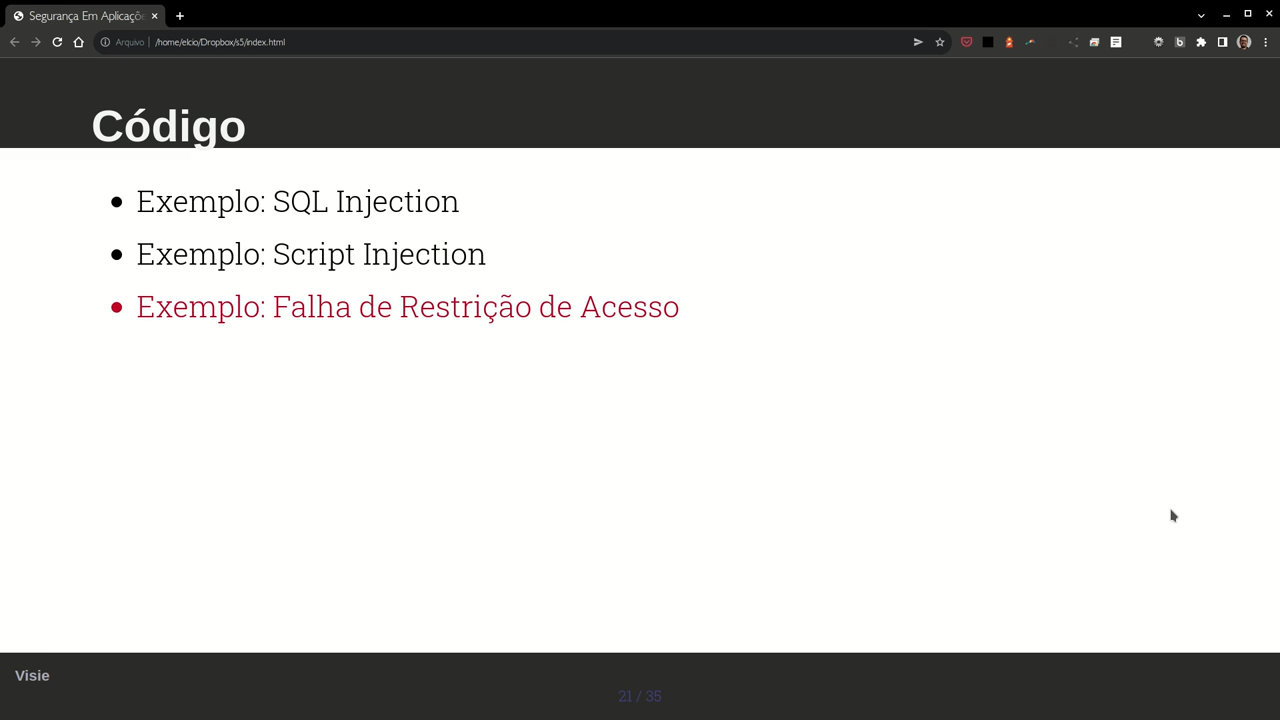 Segurança Em Aplicaçõe
Arquivo
/home/elcio/Dropbox/s5/index.html
Código
Exemplo: SQL Injection
Exemplo: Script Injection
Exemplo: Falha de Restrição de Acesso
Visie
21 / 35